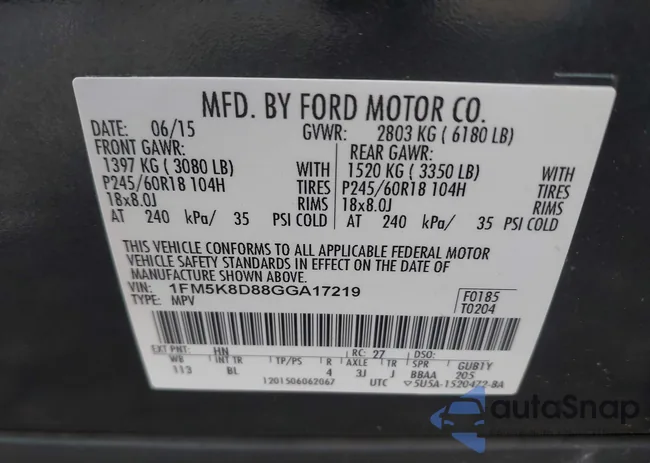 MFD. BY FORD MOTOR CO.
DATE: 06/15 GVWR: 2803 KG ( 6180 LB)
FRONT GAWR: REAR GAWR:
1397 KG ( 3080 LB) WITH 1520 KG ( 3350 LB) WITH
P245/60R18 104H TIRES P245/60R18 104H TIRES
18x8.0J RIMS 18x8.0J RIMS
AT 240 kPa/ 35 PSI COLD AT 240 kPa/ 35 PSI COLD
THIS VEHICLE CONFORMS TO ALL APPLICABLE FEDERAL MOTOR
VEHICLE SAFETY STANDARDS IN EFFECT ON THE DATE OF
MANUFACTURE SHOWN ABOVE.
VIN: 1FM5K8D88GGA17219 F0185
TYPE: MPV T0204
EXT PNT: HN RC: 27 DSO:
WB INT TR TP/PS R AXLE TR SPR GUB1Y
113 BL 4 3J J BBAA 205
1201506062067 UTC 5U5A-1520472-BA
autoSnap